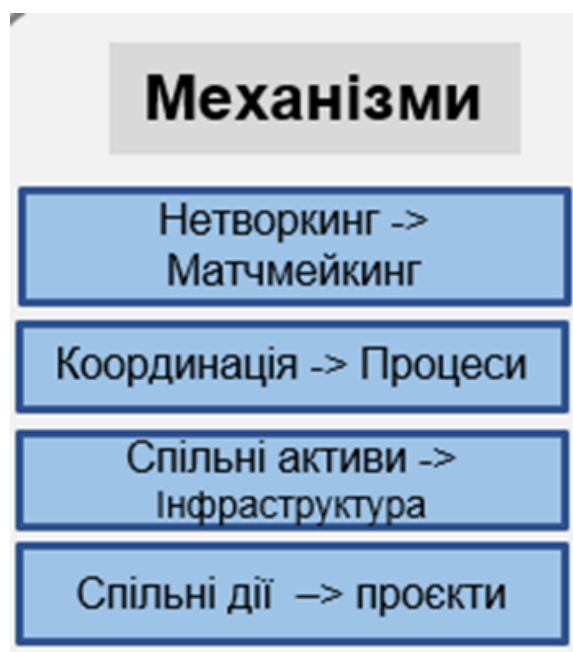 Механізми
Нетворкинг ->
Матчмейкинг
Координація -> Процеси
Спільні активи ->
Інфраструктура
Спільні дії –> проєкти